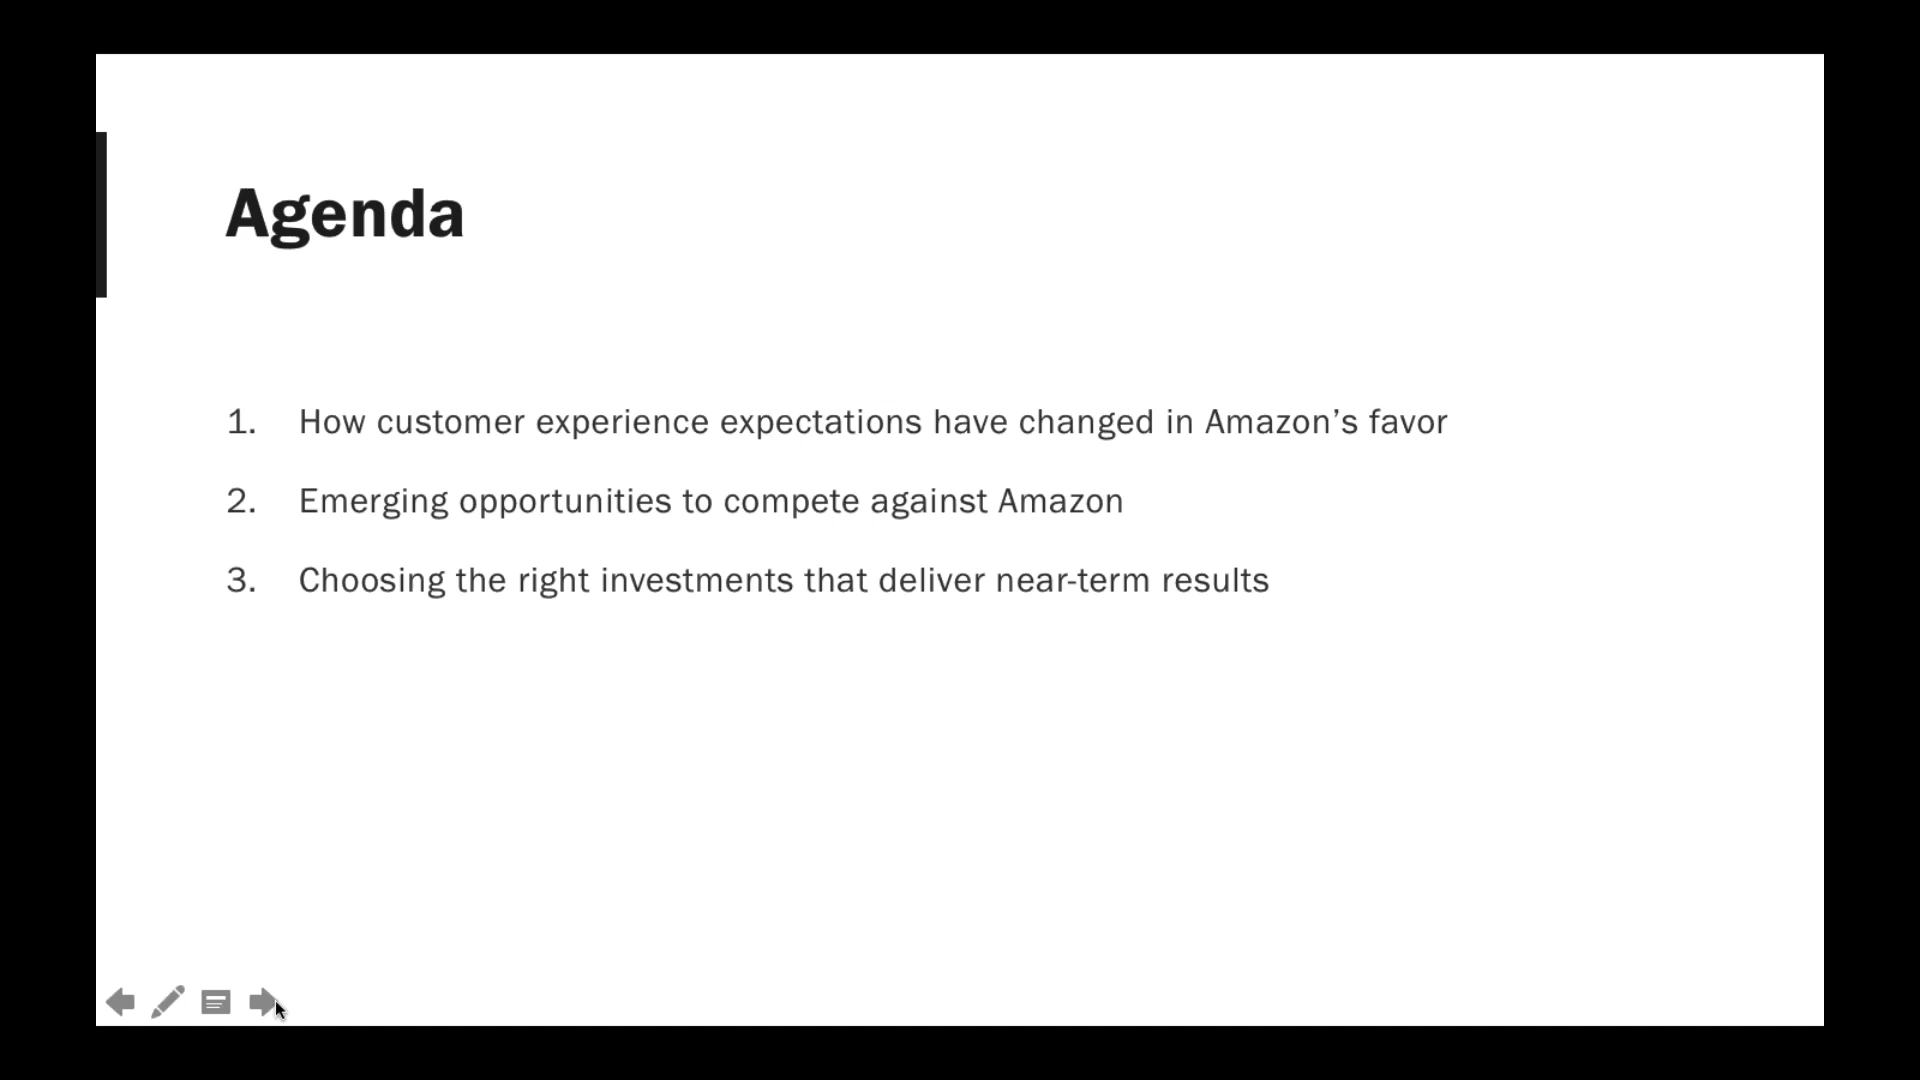 Agenda
1. How customer experience expectations have changed in Amazon’s favor
2. Emerging opportunities to compete against Amazon
3. Choosing the right investments that deliver near-term results